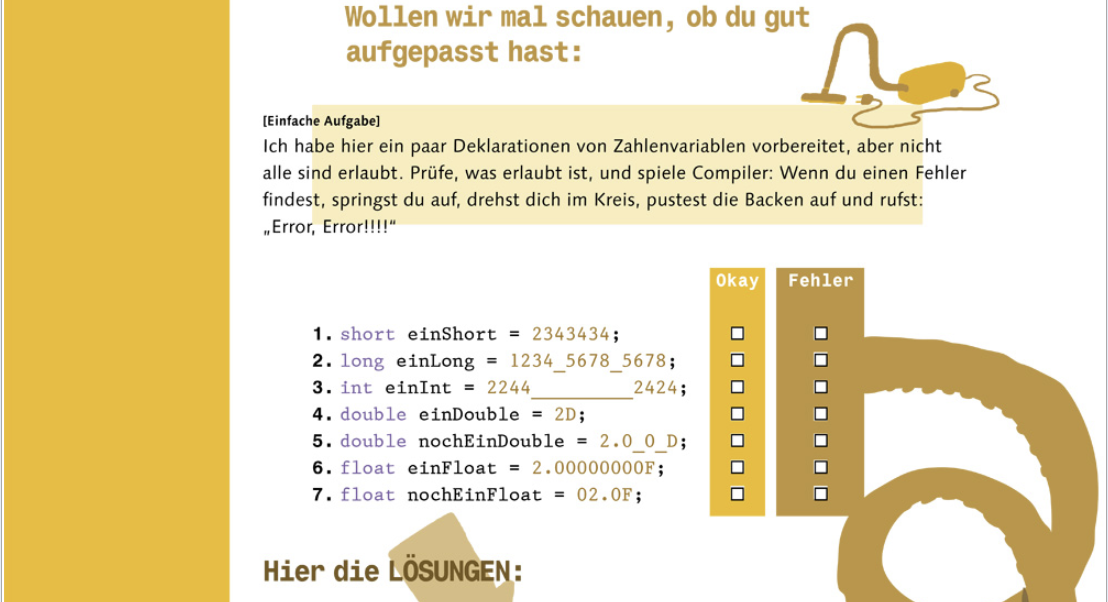 Wollen wir mal schauen, ob du gut
aufgepasst hast:
[Einfache Aufgabe]
Ich habe hier ein paar Deklarationen von Zahlenvariablen vorbereitet, aber nicht
alle sind erlaubt. Prüfe, was erlaubt ist, und spiele Compiler: Wenn du einen Fehler
findest, springst du auf, drehst dich im Kreis, pustest die Backen auf und rufst:
„Error, Error!!!!“
Okay Fehler
1. short einShort = 2343434;
2. long einLong = 1234_5678_5678;
3. int einInt = 2244_________2424;
4. double einDouble = 2D;
5. double nochEinDouble = 2.0_0_D;
6. float einFloat = 2.00000000F;
7. float nochEinFloat = 02.0F;
Hier die LÖSUNGEN: